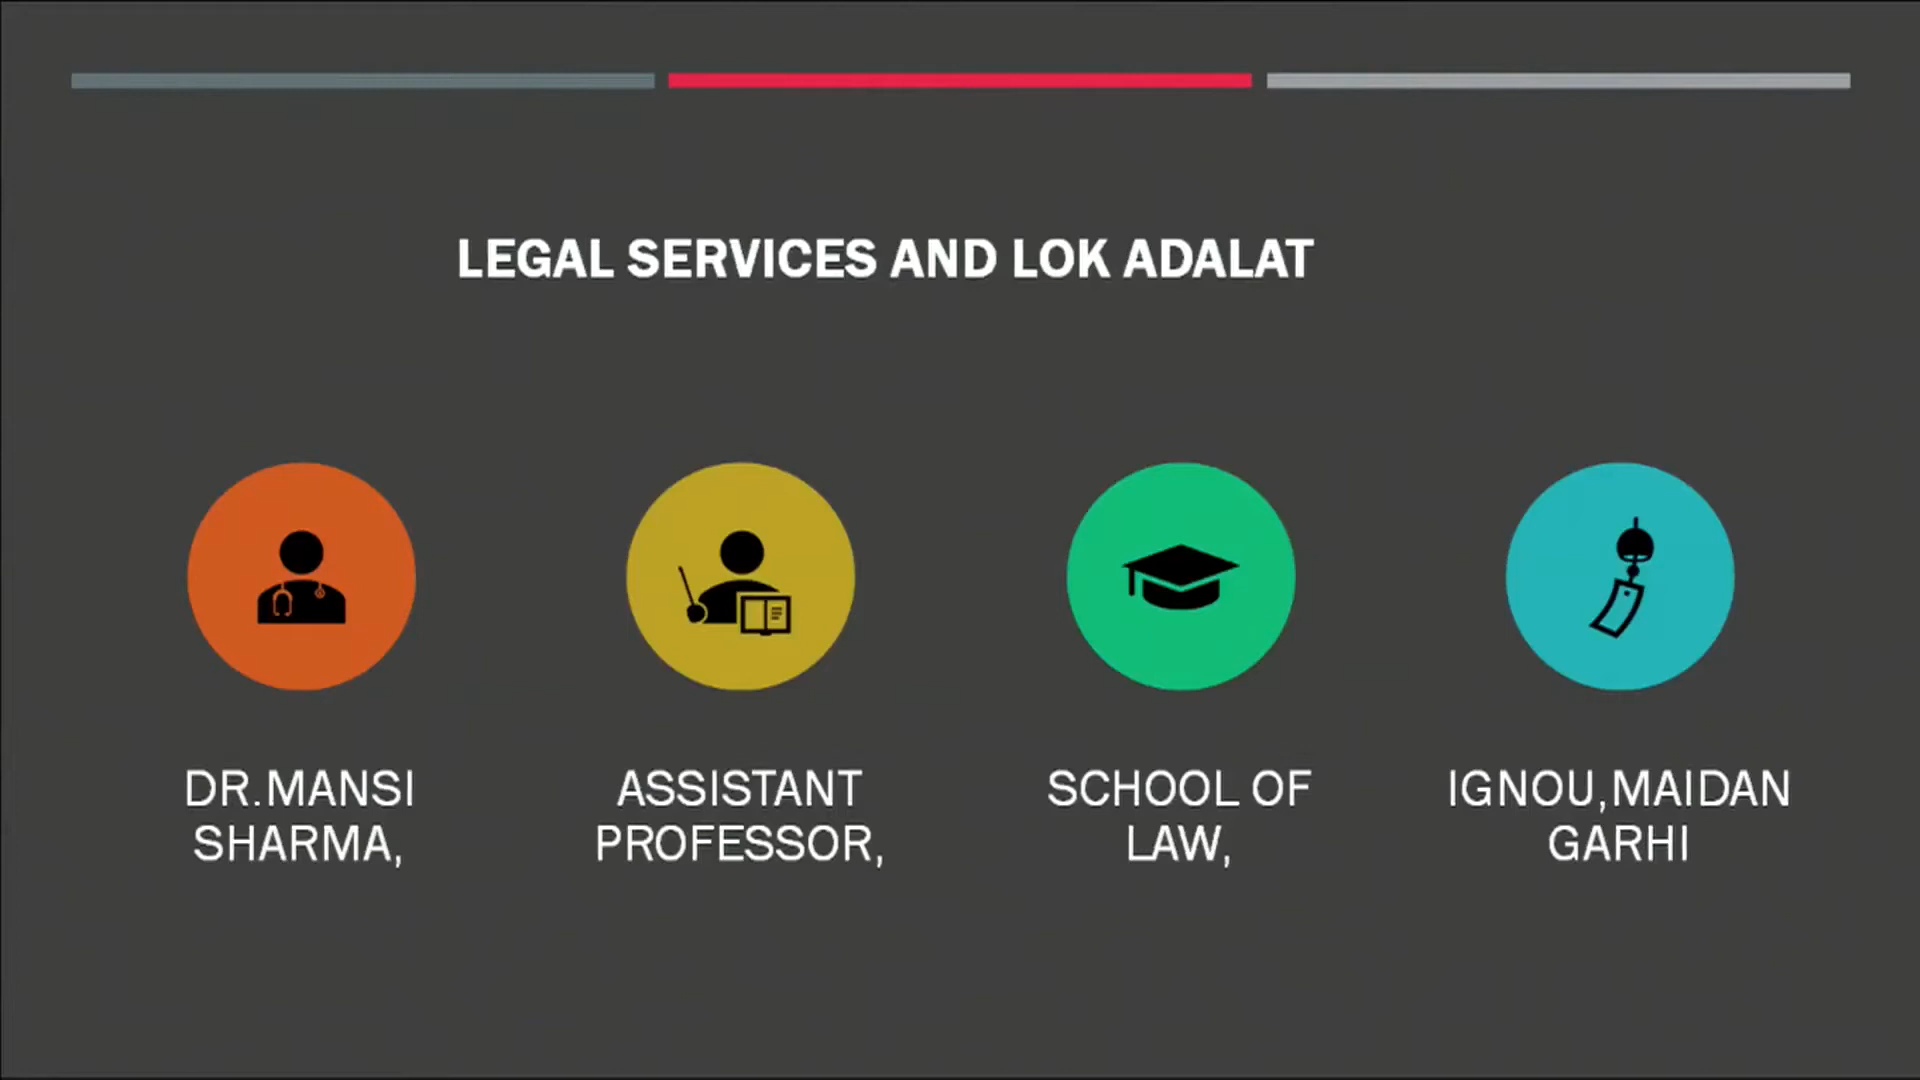 LEGAL SERVICES AND LOK ADALAT
DR.MANSI
SHARMA,
ASSISTANT
PROFESSOR,
SCHOOL OF
LAW,
IGNOU,MAIDAN
GARHI